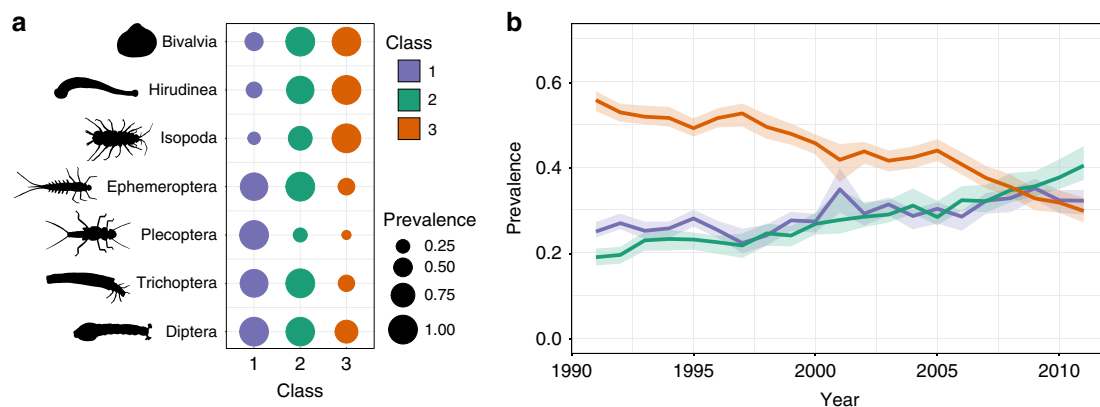 a
Bivalvia
Hirudinea
Isopoda
Ephemeroptera
Plecoptera
Trichoptera
Diptera
1 2 3
Class
Class
1
2
3
Prevalence
0.25
0.50
0.75
1.00
b
Prevalence
0.6
0.4
0.2
0.0
1990 1995 2000 2005 2010
Year